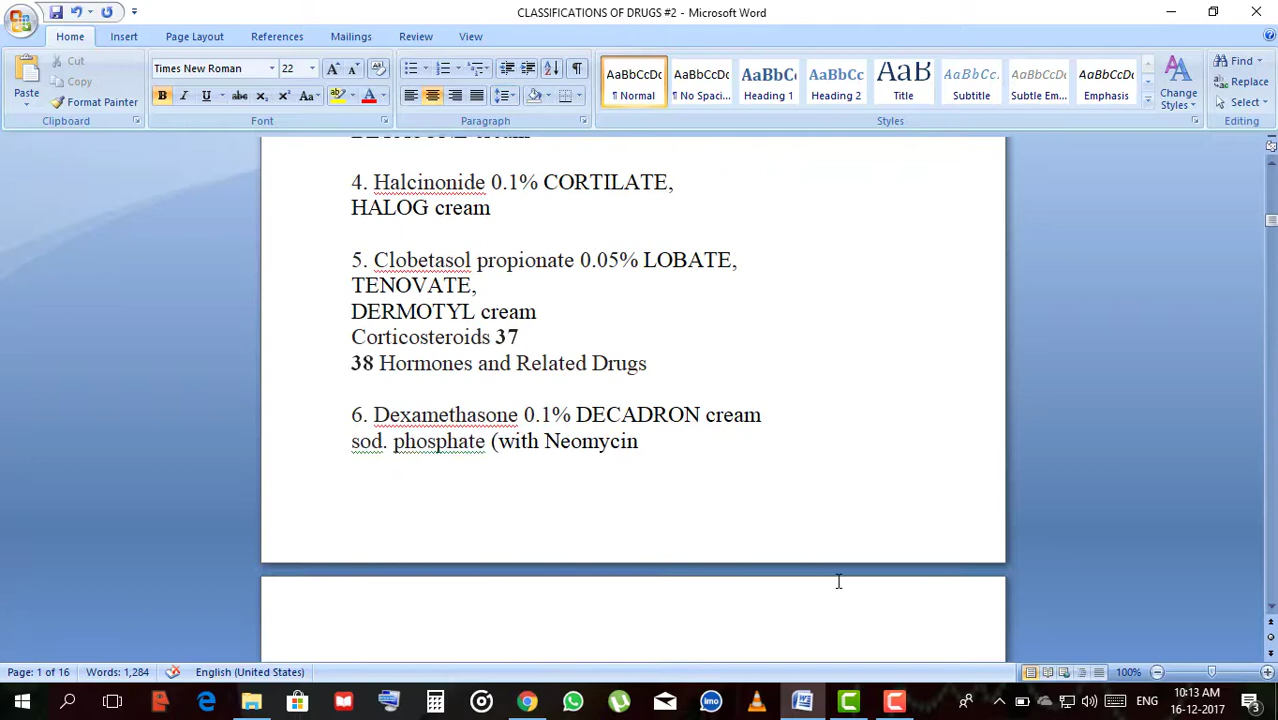 CLASSIFICATIONS OF DRUGS #2 - Microsoft Word
Home Insert Page Layout References Mailings Review View
Paste
Cut
Copy
Format Painter
Clipboard
Times New Roman 22
Font
Paragraph
AaBbCcDc AaBbCcDc AaBbC AaBbCc AaB AaBbCc. AaBbCcDc AaBbCcDc
¶ Normal ¶ No Spaci... Heading 1 Heading 2 Title Subtitle Subtle Em... Emphasis
Change Styles
Styles
Find
Replace
Select
Editing
cream
4. Halcinonide 0.1% CORTILATE,
HALOG cream
5. Clobetasol propionate 0.05% LOBATE,
TENOVATE,
DERMOTYL cream
Corticosteroids 37
38 Hormones and Related Drugs
6. Dexamethasone 0.1% DECADRON cream
sod. phosphate (with Neomycin
Page: 1 of 16 Words: 1,284 English (United States) 100%
imo ENG 10:13 AM
16-12-2017 3